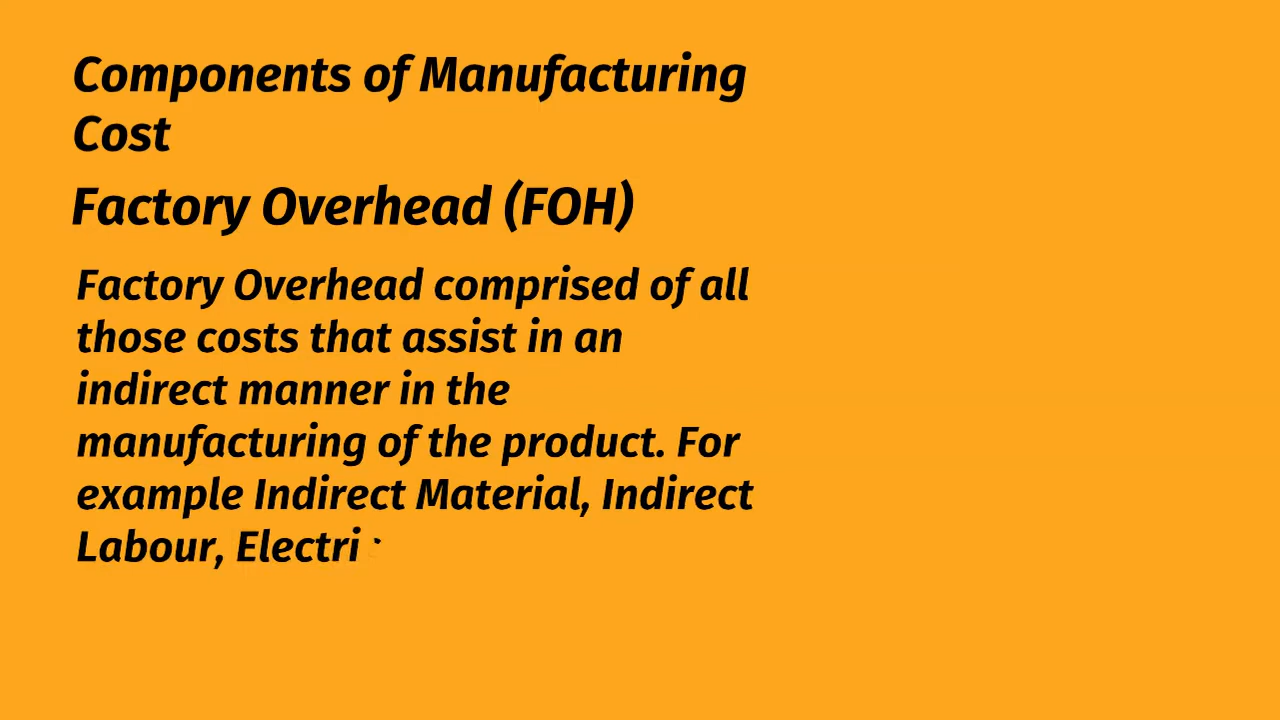 Components of Manufacturing
Cost
Factory Overhead (FOH)
Factory Overhead comprised of all
those costs that assist in an
indirect manner in the
manufacturing of the product. For
example Indirect Material, Indirect
Labour, Electri